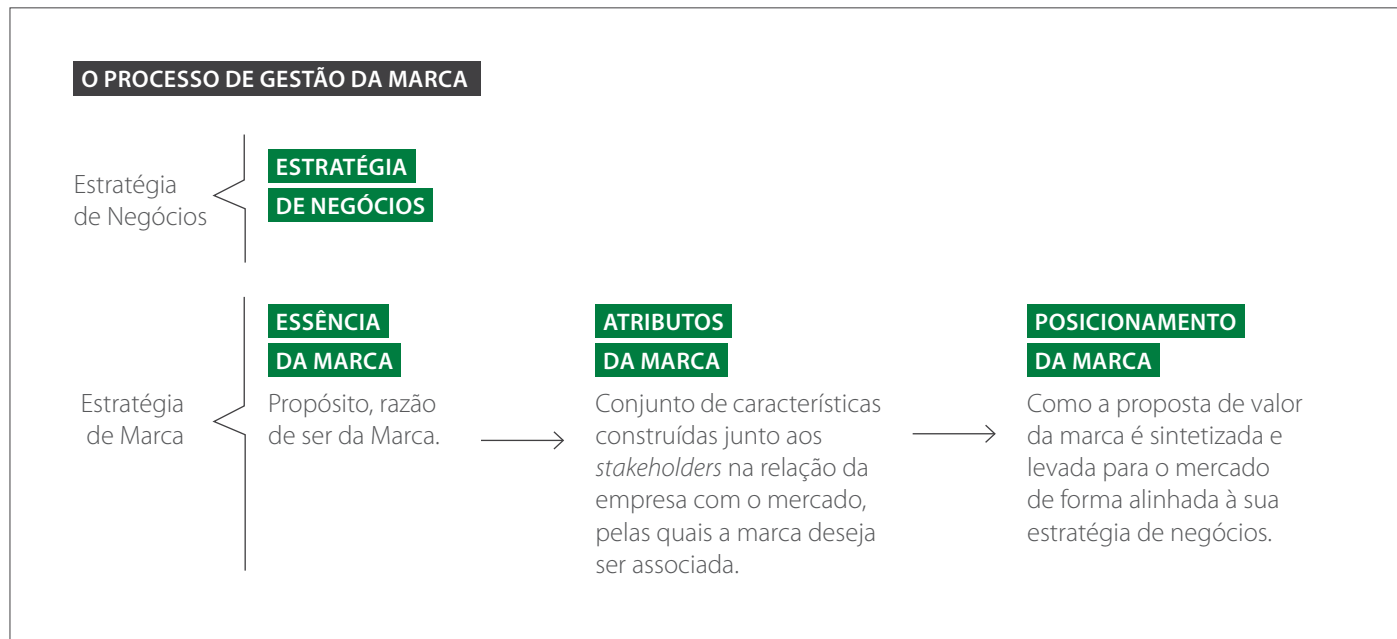 O PROCESSO DE GESTÃO DA MARCA
Estratégia
de Negócios
ESTRATÉGIA
DE NEGÓCIOS
Estratégia
de Marca
ESSÊNCIA
DA MARCA
Propósito, razão
de ser da Marca.
ATRIBUTOS
DA MARCA
Conjunto de características
construídas junto aos
stakeholders na relação da
empresa com o mercado,
pelas quais a marca deseja
ser associada.
POSICIONAMENTO
DA MARCA
Como a proposta de valor
da marca é sintetizada e
levada para o mercado
de forma alinhada à sua
estratégia de negócios.